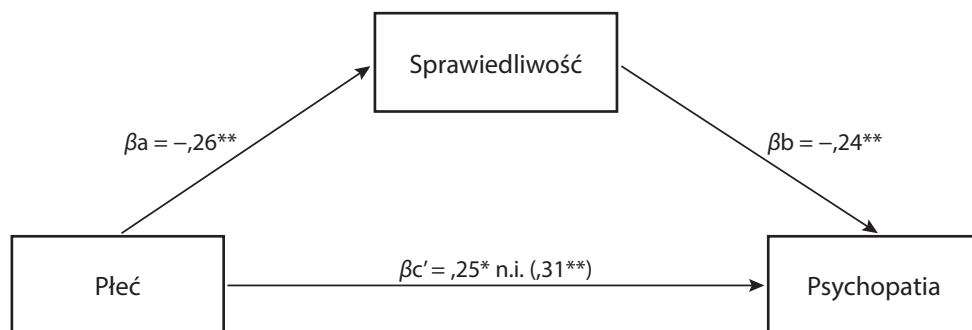 Sprawiedliwość
βa = –,26**
βb = –,24**
Płeć
βc’ = ,25* n.i. (,31**)
Psychopatia